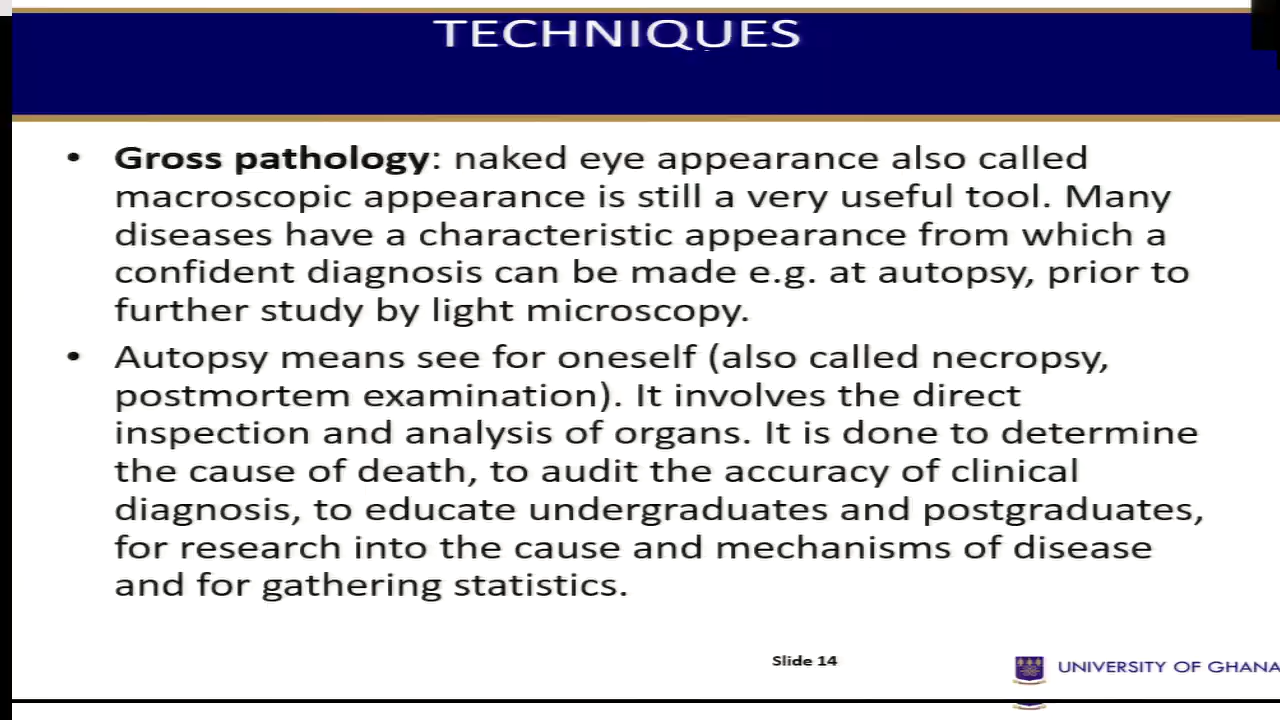 TECHNIQUES
• Gross pathology: naked eye appearance also called
macroscopic appearance is still a very useful tool. Many
diseases have a characteristic appearance from which a
confident diagnosis can be made e.g. at autopsy, prior to
further study by light microscopy.
• Autopsy means see for oneself (also called necropsy,
postmortem examination). It involves the direct
inspection and analysis of organs. It is done to determine
the cause of death, to audit the accuracy of clinical
diagnosis, to educate undergraduates and postgraduates,
for research into the cause and mechanisms of disease
and for gathering statistics.
Slide 14
UNIVERSITY OF GHANA